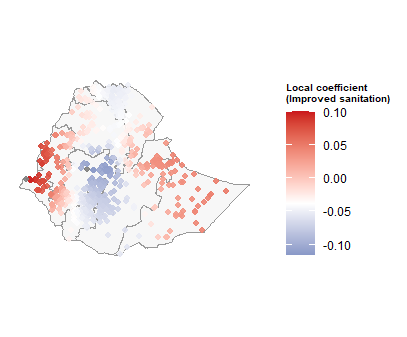 Local coefficient
(Improved sanitation)
0.10
0.05
0.00
-0.05
-0.10